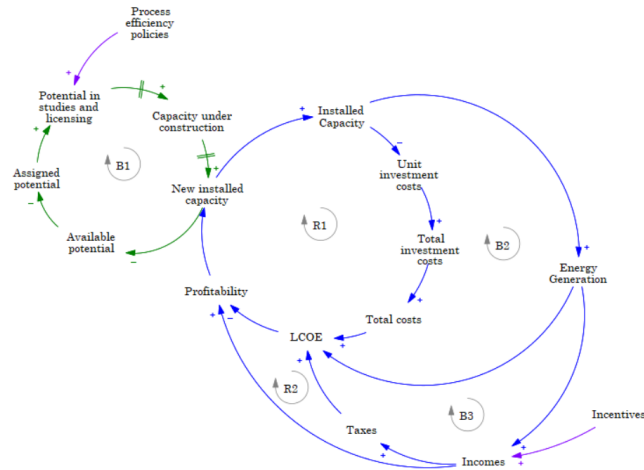 Process
efficiency
policies
+
Potential in
studies and
licensing
+
Capacity under
construction
+
Installed
Capacity
+
+
B1
Assigned
potential
−
+
New installed
capacity
−
Unit
investment
costs
R1
+
Available
potential
−
Total
investment
costs
B2
+
Energy
Generation
Profitability
+
−
+
Total costs
LCOE
+
+
R2
Taxes
+
B3
+
Incomes
+
Incentives